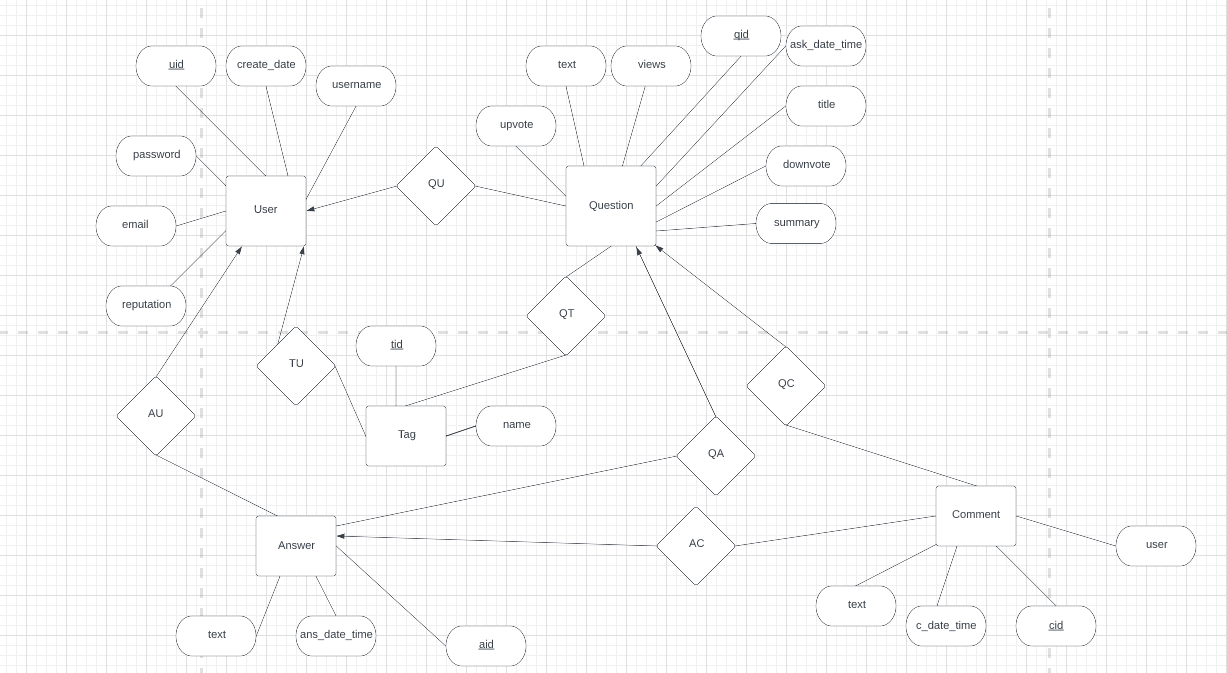 qid
ask_date_time
uid
create_date
text
views
username
title
upvote
password
downvote
QU
User
Question
email
summary
reputation
QT
tid
TU
QC
AU
name
Tag
QA
Comment
Answer
AC
user
text
c_date_time
cid
text
ans_date_time
aid